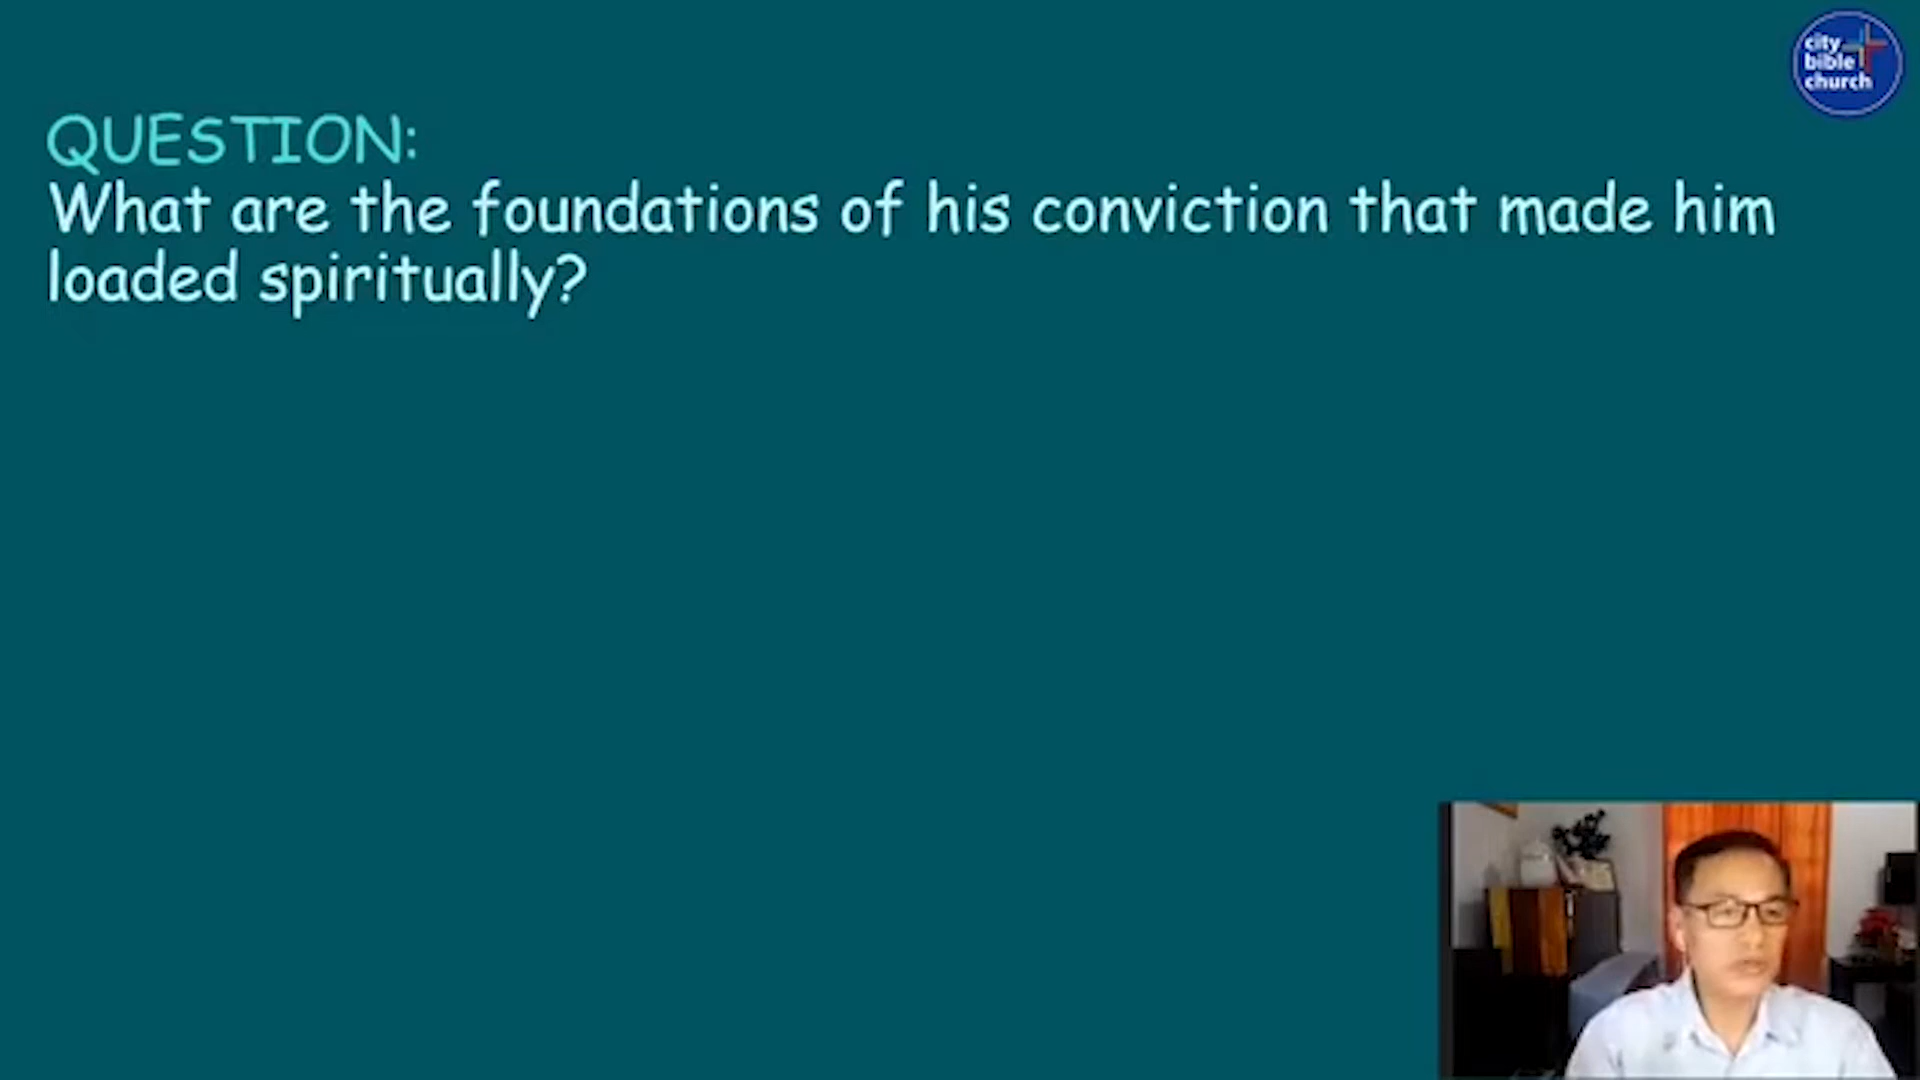 city
bible
church
QUESTION:
What are the foundations of his conviction that made him
loaded spiritually?